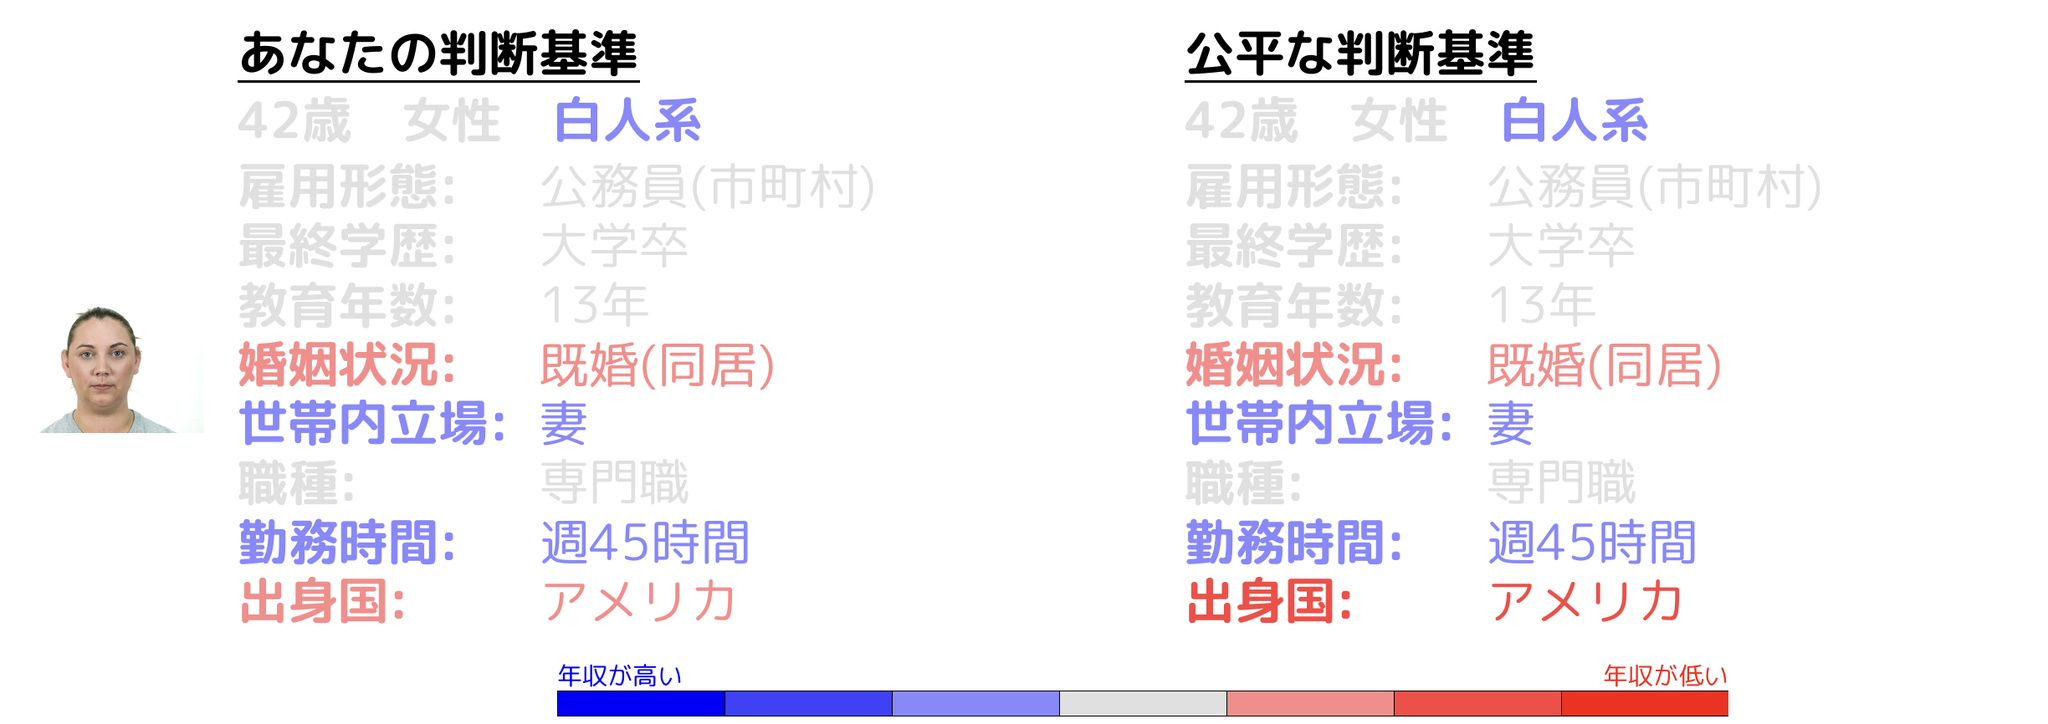 あなたの判断基準
42歳 女性 白人系
雇用形態: 公務員(市町村)
最終学歴: 大学卒
教育年数: 13年
婚姻状況: 既婚(同居)
世帯内立場: 妻
職種: 専門職
勤務時間: 週45時間
出身国: アメリカ
公平な判断基準
42歳 女性 白人系
雇用形態: 公務員(市町村)
最終学歴: 大学卒
教育年数: 13年
婚姻状況: 既婚(同居)
世帯内立場: 妻
職種: 専門職
勤務時間: 週45時間
出身国: アメリカ
年収が高い
年収が低い